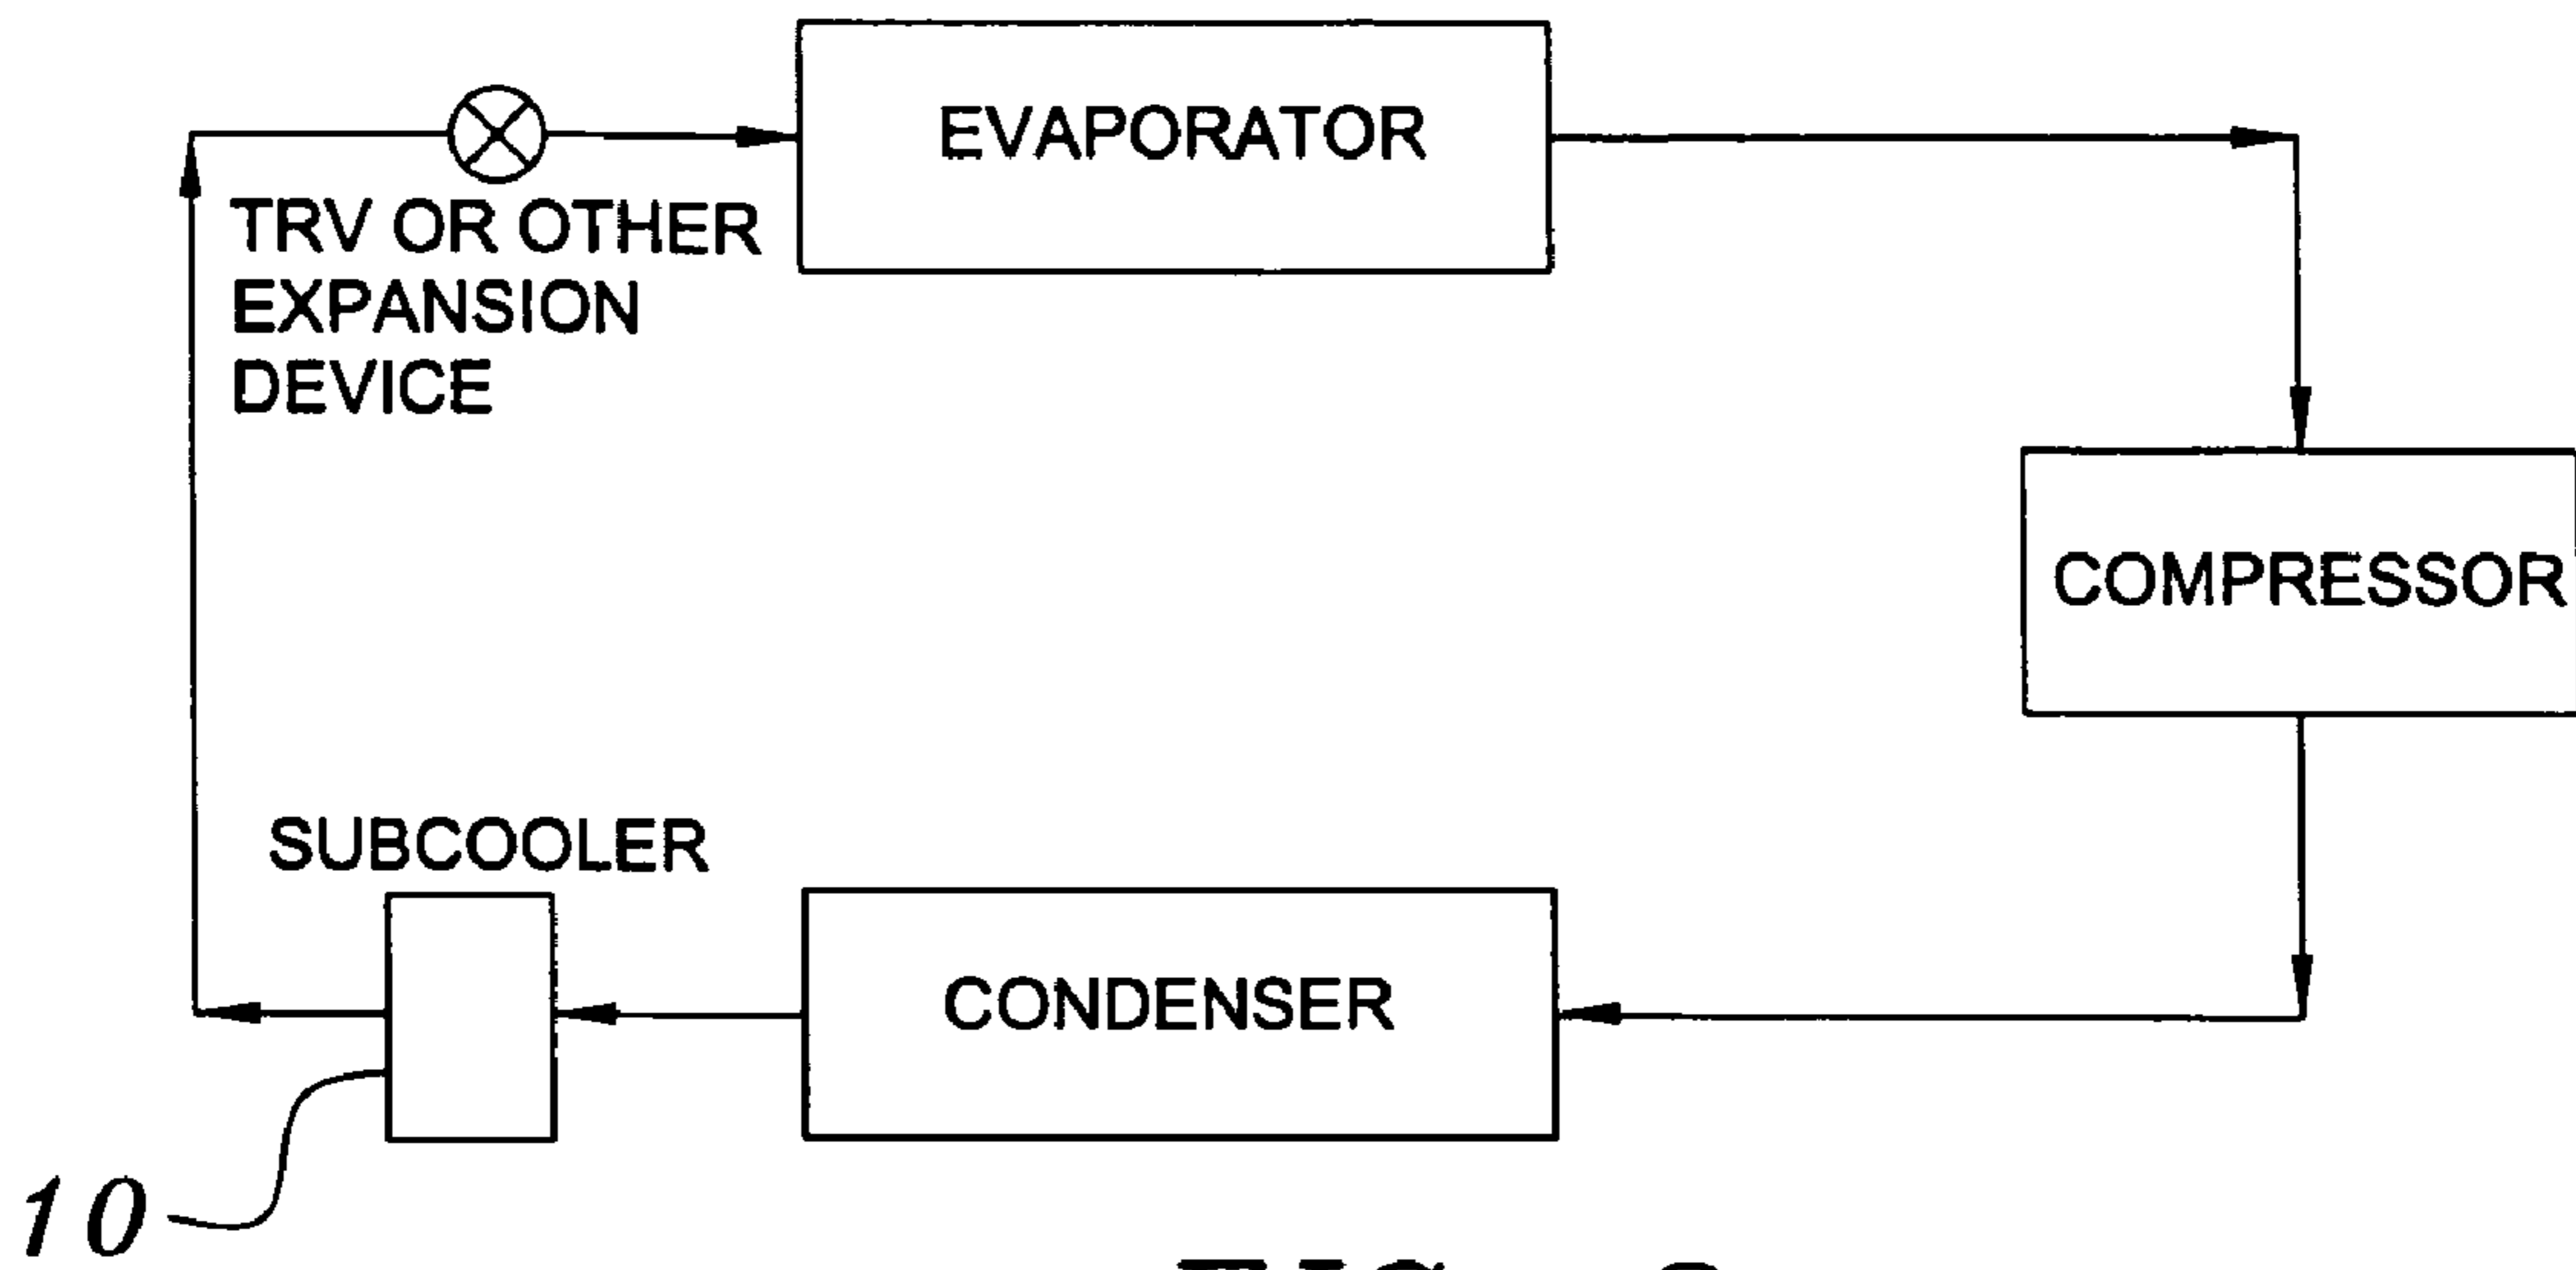 EVAPORATOR
TRV OR OTHER
EXPANSION
DEVICE
COMPRESSOR
SUBCOOLER
CONDENSER
10